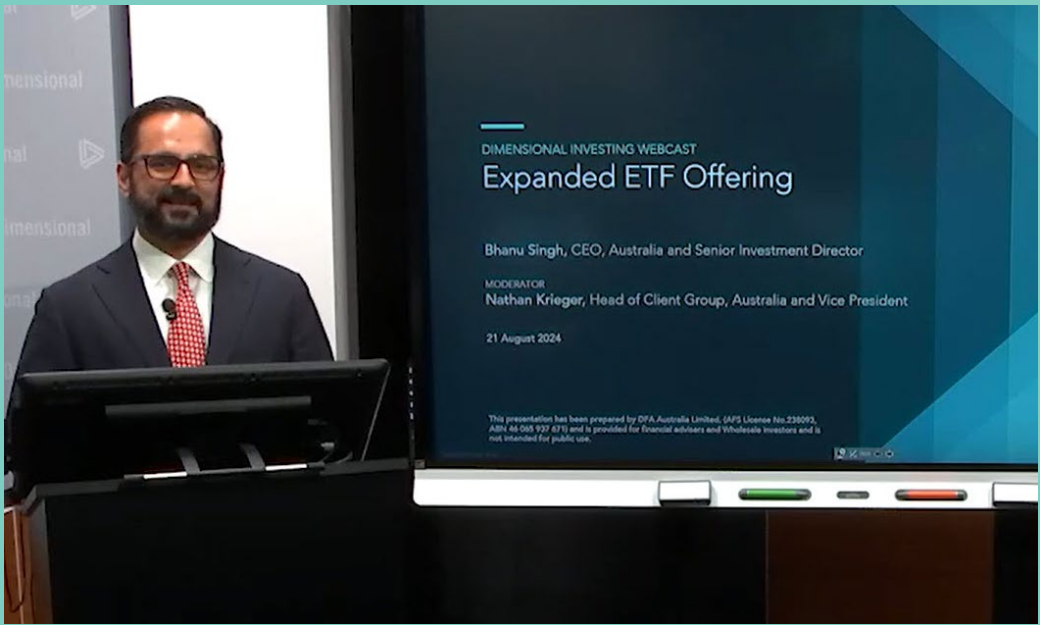 mensional
Dimensional
DIMENSIONAL INVESTING WEBCAST
Expanded ETF Offering
Bhanu Singh, CEO, Australia and Senior Investment Director
MODERATOR
Nathan Krieger, Head of Client Group, Australia and Vice President
21 August 2024
This presentation has been prepared by DFA Australia Limited, (AFS License No.238093,
ABN 46 065 937 671) and is provided for financial advisers and Wholesale investors and is
not intended for public use.